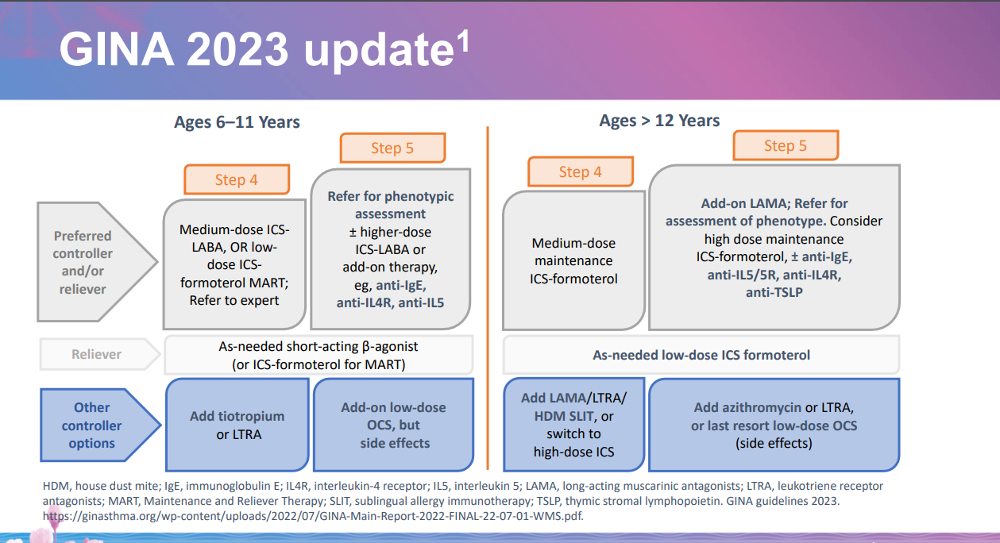 GINA 2023 update¹
Ages 6–11 Years
Step 4
Step 5
Preferred
controller
and/or
reliever
Medium-dose ICS-
LABA, OR low-
dose ICS-
formoterol MART;
Refer to expert
Refer for phenotypic
assessment
± higher-dose
ICS-LABA or
add-on therapy,
eg, anti-IgE,
anti-IL4R, anti-IL5
Reliever
As-needed short-acting β-agonist
(or ICS-formoterol for MART)
Other
controller
options
Add tiotropium
or LTRA
Add-on low-dose
OCS, but
side effects
Ages > 12 Years
Step 4
Step 5
Medium-dose
maintenance
ICS-formoterol
Add-on LAMA; Refer for
assessment of phenotype. Consider
high dose maintenance
ICS-formoterol, ± anti-IgE,
anti-IL5/5R, anti-IL4R,
anti-TSLP
As-needed low-dose ICS formoterol
Add LAMA/LTRA/
HDM SLIT, or
switch to
high-dose ICS
Add azithromycin or LTRA,
or last resort low-dose OCS
(side effects)
HDM, house dust mite; IgE, immunoglobulin E; IL4R, interleukin-4 receptor; IL5, interleukin 5; LAMA, long-acting muscarinic antagonists; LTRA, leukotriene receptor
antagonists; MART, Maintenance and Reliever Therapy; SLIT, sublingual allergy immunotherapy; TSLP, thymic stromal lymphopoietin. GINA guidelines 2023.
https://ginasthma.org/wp-content/uploads/2022/07/GINA-Main-Report-2022-FINAL-22-07-01-WMS.pdf.